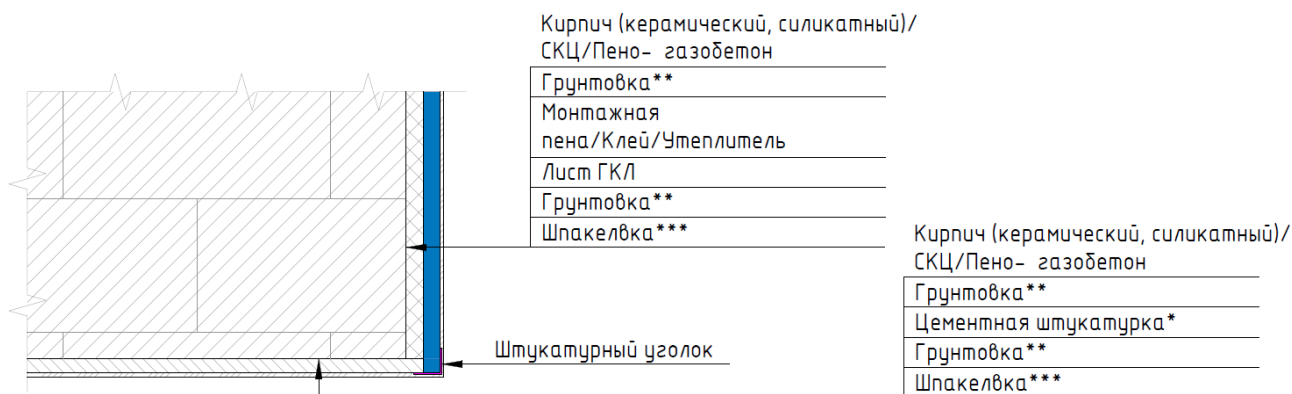 Кирпич (керамический, силикатный)/
СКЦ/Пено- газобетон
Грунтовка**
Монтажная
пена/Клей/Утеплитель
Лист ГКЛ
Грунтовка**
Шпакелвка***
Штукатурный уголок
Кирпич (керамический, силикатный)/
СКЦ/Пено- газобетон
Грунтовка**
Цементная штукатурка*
Грунтовка**
Шпакелвка***